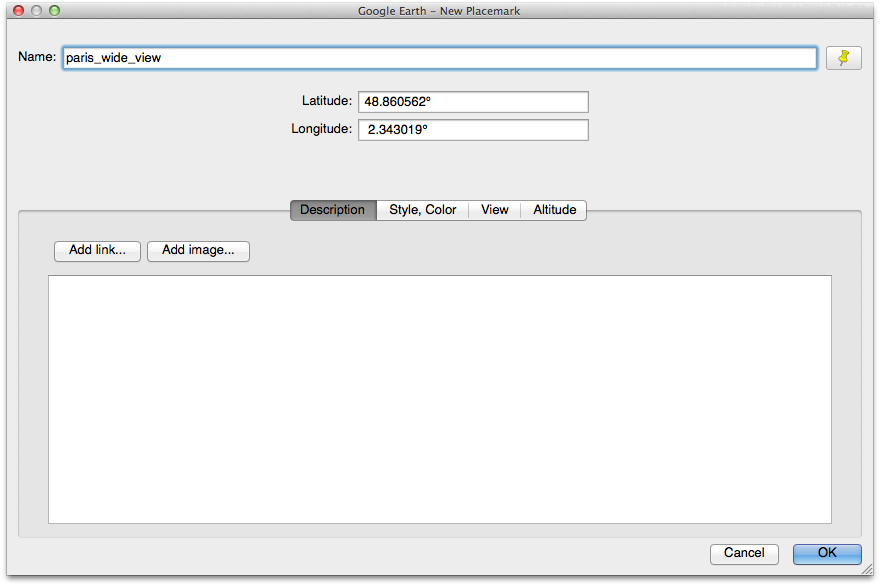 Google Earth – New Placemark
Name: paris_wide_view
Latitude: 48.860562°
Longitude: 2.343019°
Description Style, Color View Altitude
Add link... Add image...
Cancel OK